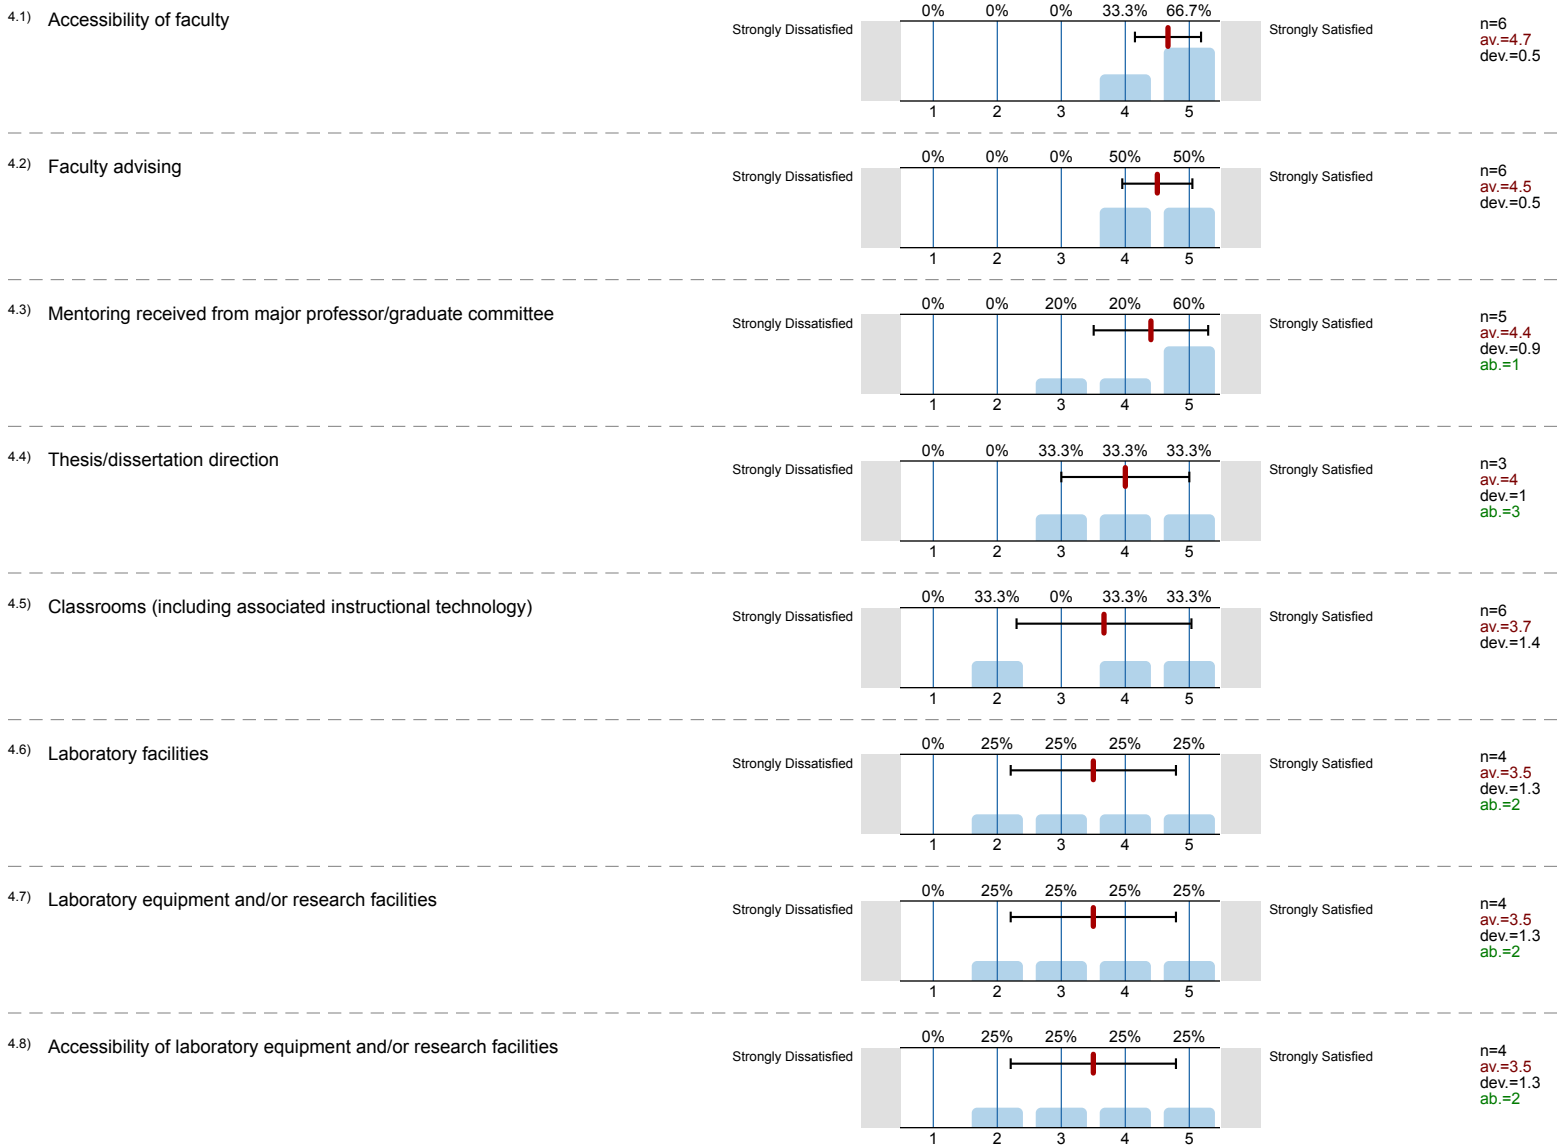 4.1) Accessibility of faculty
0% 0% 0% 33.3% 66.7%
Strongly Dissatisfied
Strongly Satisfied
n=6
av.=4.7
dev.=0.5
1 2 3 4 5
4.2) Faculty advising
0% 0% 0% 50% 50%
Strongly Dissatisfied
Strongly Satisfied
n=6
av.=4.5
dev.=0.5
1 2 3 4 5
4.3) Mentoring received from major professor/graduate committee
0% 0% 20% 20% 60%
Strongly Dissatisfied
Strongly Satisfied
n=5
av.=4.4
dev.=0.9
ab.=1
1 2 3 4 5
4.4) Thesis/dissertation direction
0% 0% 33.3% 33.3% 33.3%
Strongly Dissatisfied
Strongly Satisfied
n=3
av.=4
dev.=1
ab.=3
1 2 3 4 5
4.5) Classrooms (including associated instructional technology)
0% 33.3% 0% 33.3% 33.3%
Strongly Dissatisfied
Strongly Satisfied
n=6
av.=3.7
dev.=1.4
1 2 3 4 5
4.6) Laboratory facilities
0% 25% 25% 25% 25%
Strongly Dissatisfied
Strongly Satisfied
n=4
av.=3.5
dev.=1.3
ab.=2
1 2 3 4 5
4.7) Laboratory equipment and/or research facilities
0% 25% 25% 25% 25%
Strongly Dissatisfied
Strongly Satisfied
n=4
av.=3.5
dev.=1.3
ab.=2
1 2 3 4 5
4.8) Accessibility of laboratory equipment and/or research facilities
0% 25% 25% 25% 25%
Strongly Dissatisfied
Strongly Satisfied
n=4
av.=3.5
dev.=1.3
ab.=2
1 2 3 4 5